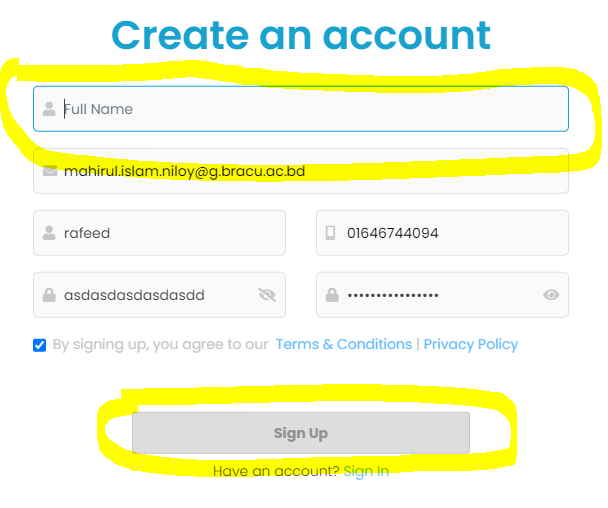 Create an account
Full Name
mahirul.islam.niloy@g.bracu.ac.bd
rafeed 01646744094
asdasdasdasdasdd ••••••••••••••••
By signing up, you agree to our Terms & Conditions | Privacy Policy
Sign Up
Have an account? Sign In